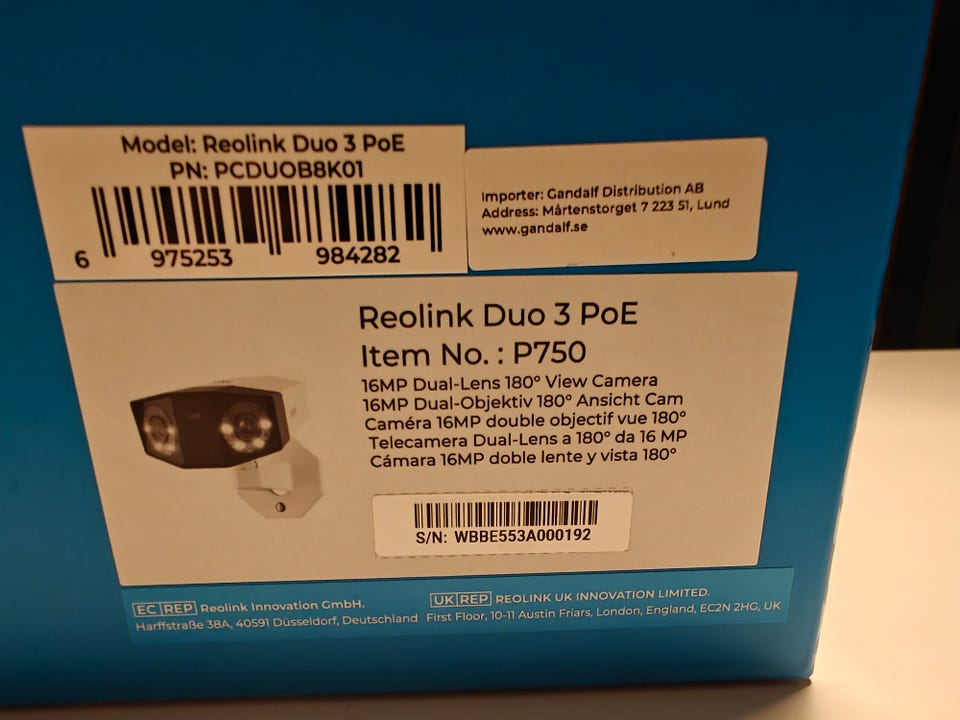 Model: Reolink Duo 3 PoE
PN: PCDUOB8K01
6 975253 984282
Importer: Gandalf Distribution AB
Address: Mårtenstorget 7 223 51, Lund
www.gandalf.se
Reolink Duo 3 PoE
Item No. : P750
16MP Dual-Lens 180° View Camera
16MP Dual-Objektiv 180° Ansicht Cam
Caméra 16MP double objectif vue 180°
Telecamera Dual-Lens a 180° da 16 MP
Cámara 16MP doble lente y vista 180°
S/N: WBBE553A000192
EC REP Reolink Innovation GmbH.
Harffstraße 38A, 40591 Düsseldorf, Deutschland
UK REP REOLINK UK INNOVATION LIMITED.
First Floor, 10-11 Austin Friars, London, England, EC2N 2HG, UK